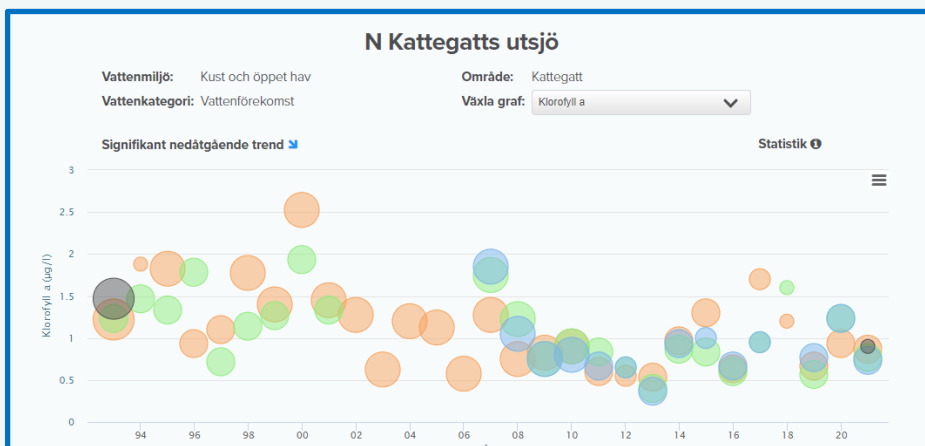 N Kattegatts utsjö
Vattenmiljö: Kust och öppet hav Område: Kattegatt
Vattenkategori: Vattenförekomst Växla graf: Klorofyll a
Signifikant nedåtgående trend Statistik
3
2.5
2
1.5
1
0.5
0
Klorofyll a (µg/l)
94 96 98 00 02 04 06 08 10 12 14 16 18 20